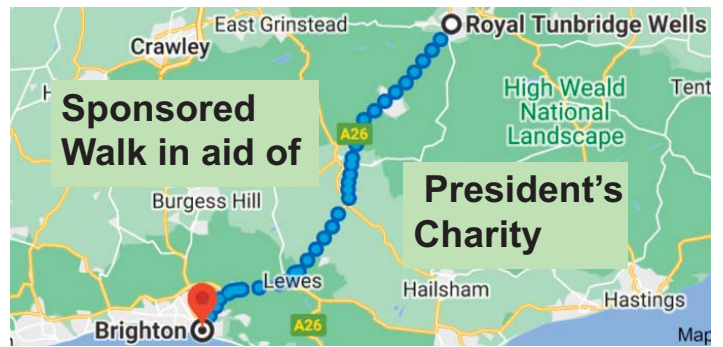 East Grinstead
Royal Tunbridge Wells
Crawley
High Weald
National
Landscape
Tent
H
Sponsored
Walk in aid of
A26
President's
Charity
Burgess Hill
Lewes
Hailsham
Hastings
Brighton
A26
Map